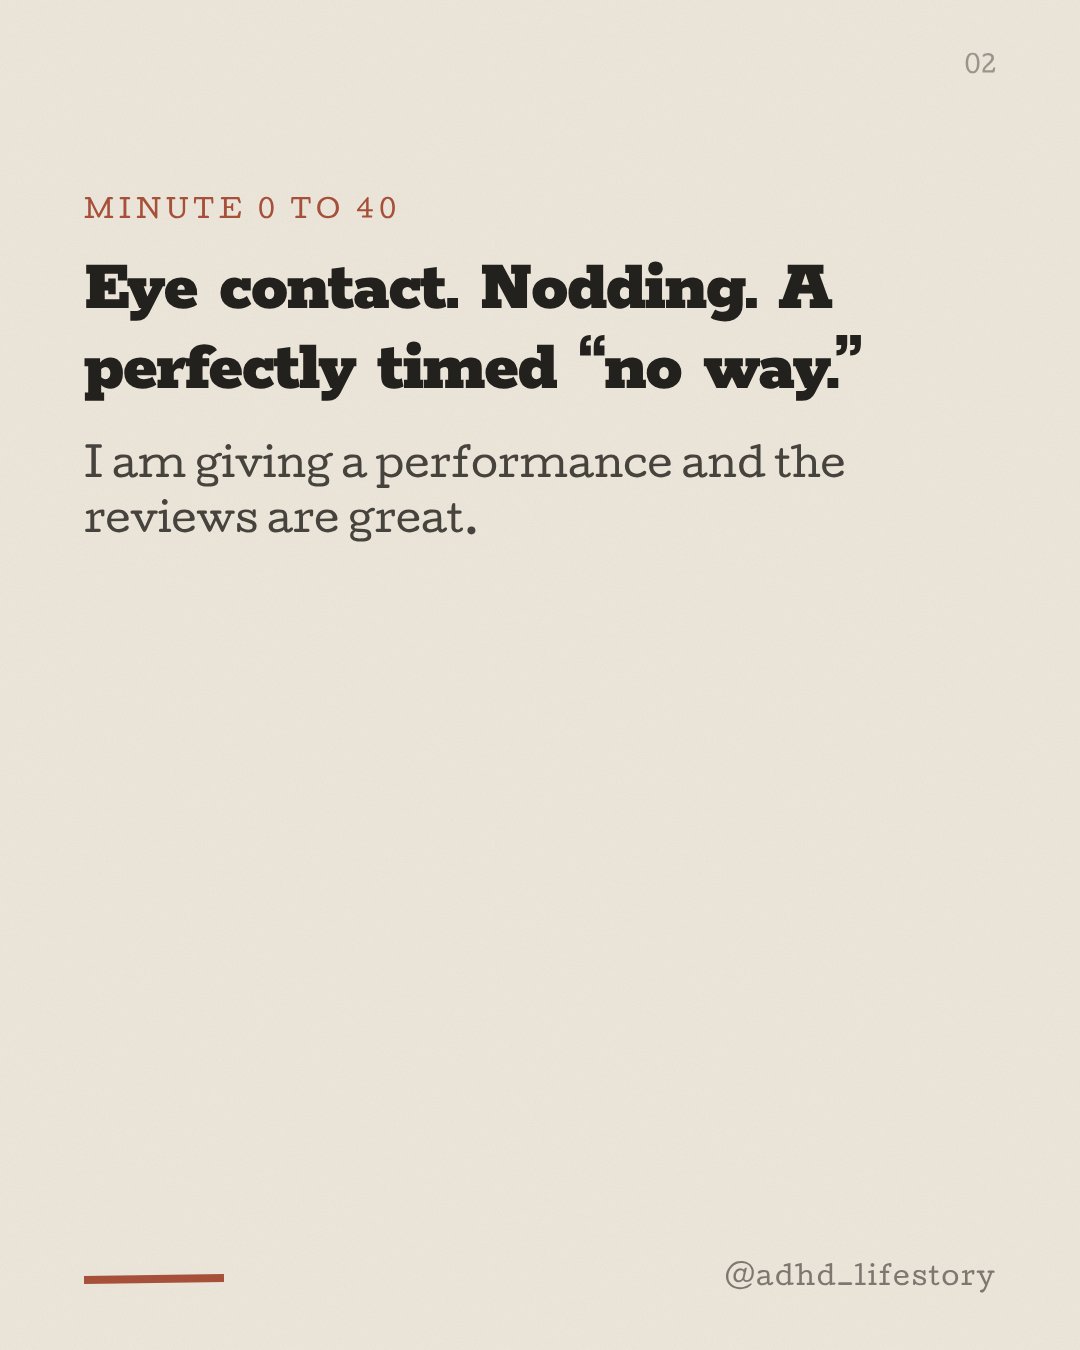 02
MINUTE 0 TO 40
Eye contact. Nodding. A
perfectly timed “no way.”
I am giving a performance and the
reviews are great.
@adhd_lifestory